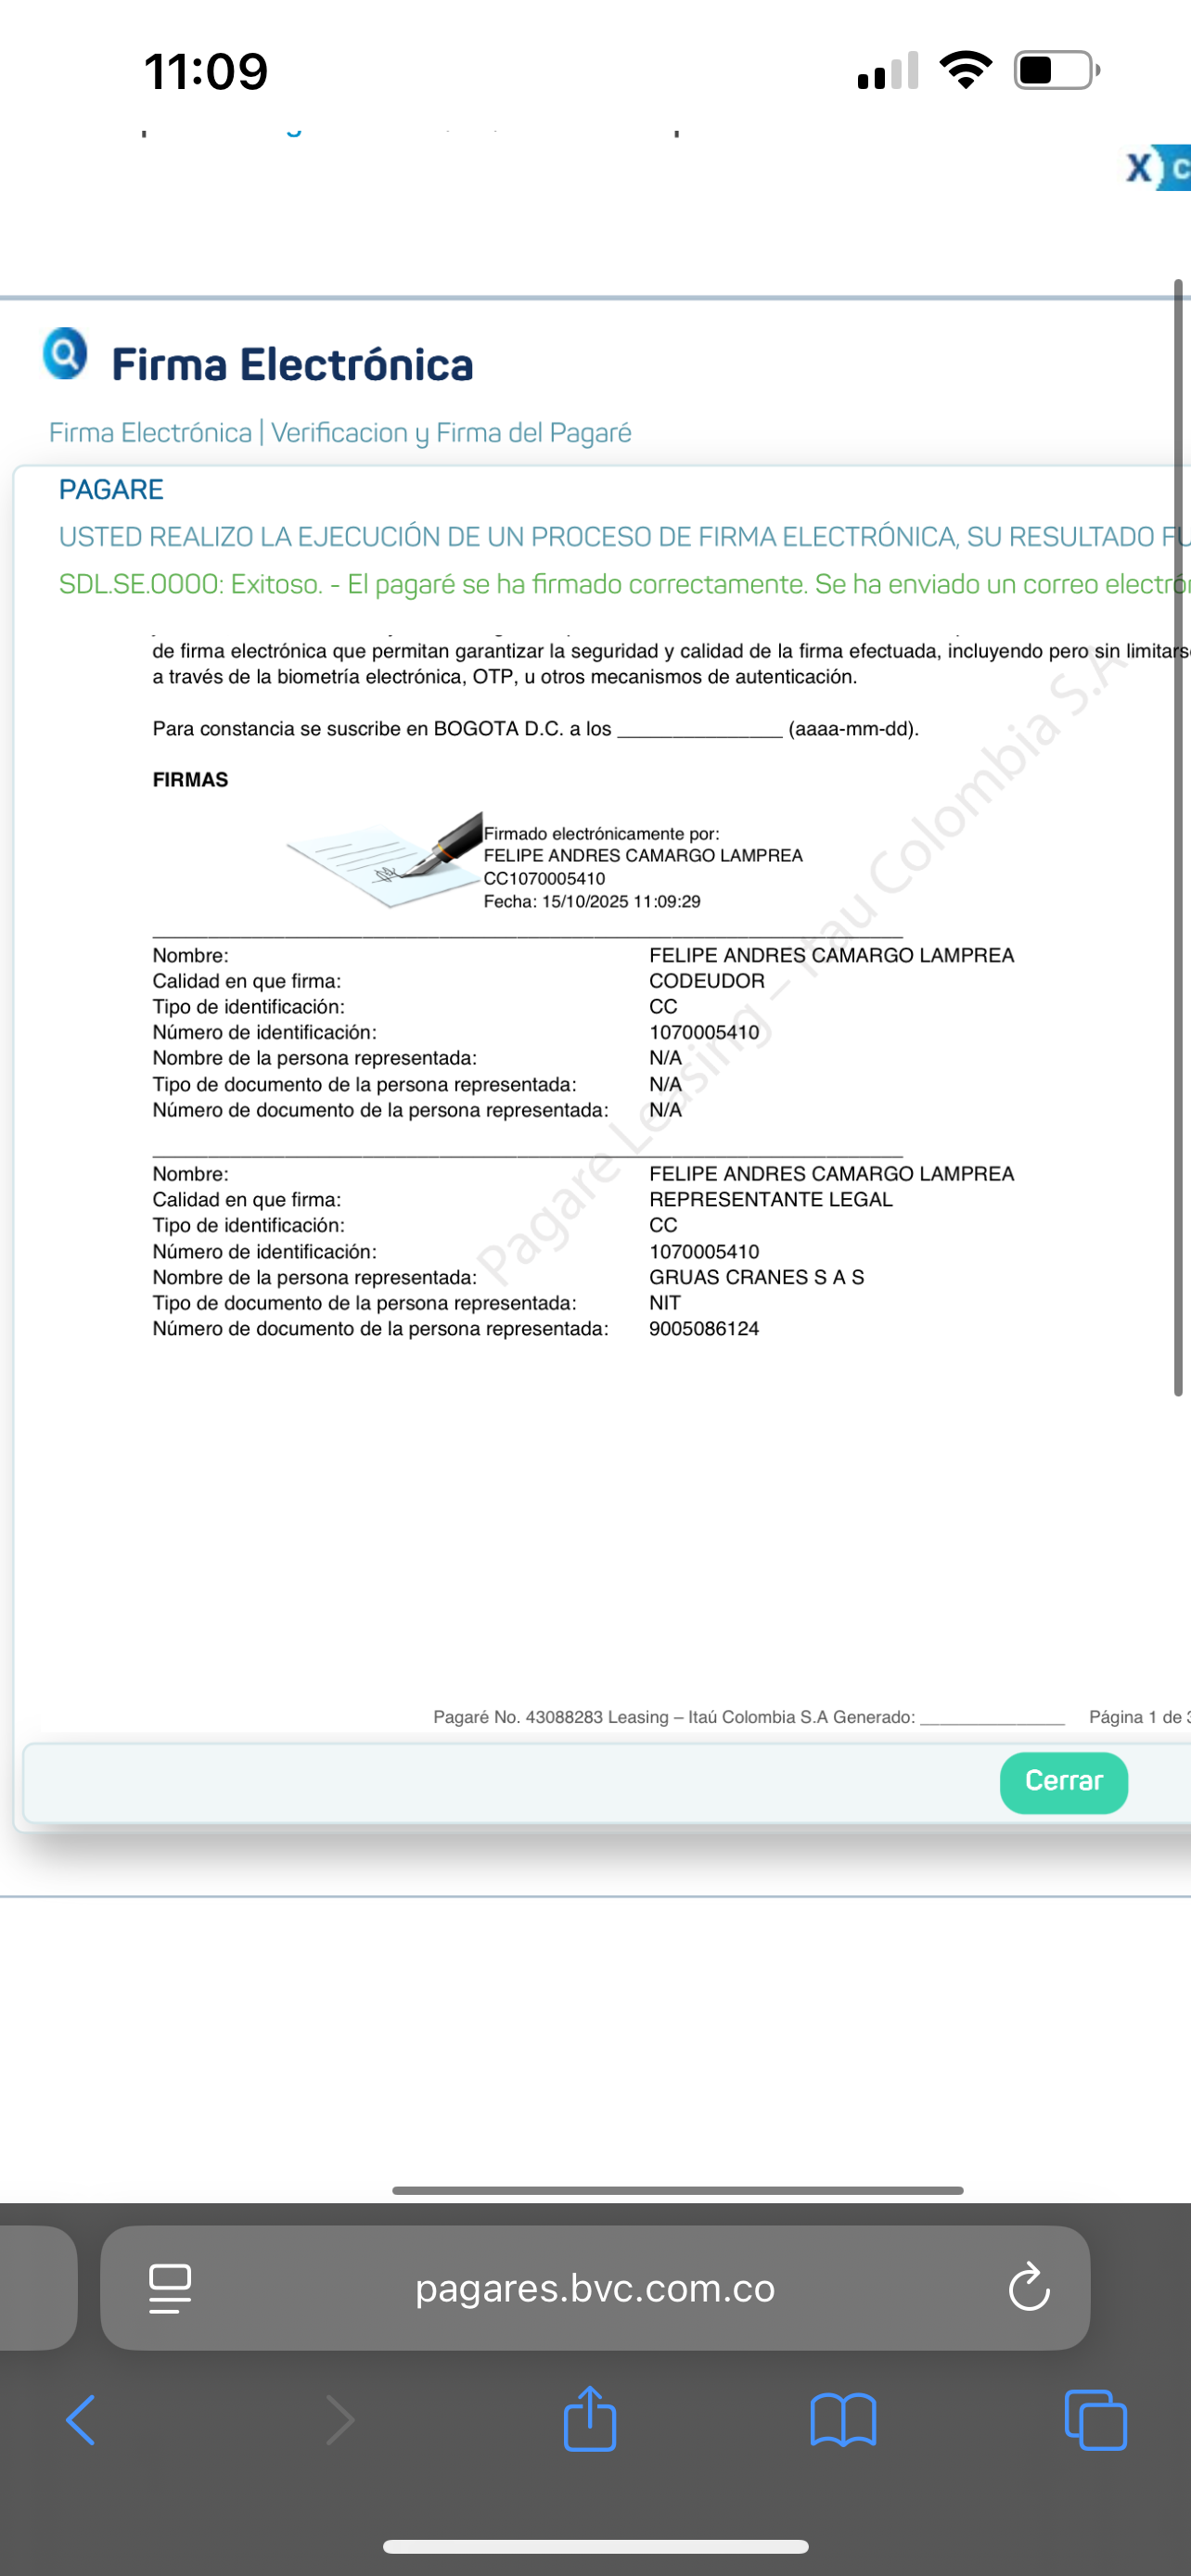 11:09
X
Firma Electrónica
Firma Electrónica | Verificacion y Firma del Pagaré
PAGARE
USTED REALIZO LA EJECUCIÓN DE UN PROCESO DE FIRMA ELECTRÓNICA, SU RESULTADO
SDL.SE.0000: Exitoso. - El pagaré se ha firmado correctamente. Se ha enviado un correo
de firma electrónica que permitan garantizar la seguridad y calidad de la firma efectuada, incluyendo pero sin
a través de la biometría electrónica, OTP, u otros mecanismos de autenticación.
Para constancia se suscribe en BOGOTA D.C. a los _______________ (aaaa-mm-dd).
FIRMAS
Firmado electrónicamente por:
FELIPE ANDRES CAMARGO LAMPREA
CC1070005410
Fecha: 15/10/2025 11:09:29
Nombre: FELIPE ANDRES CAMARGO LAMPREA
Calidad en que firma: CODEUDOR
Tipo de identificación: CC
Número de identificación: 1070005410
Nombre de la persona representada: N/A
Tipo de documento de la persona representada: N/A
Número de documento de la persona representada: N/A
Nombre: FELIPE ANDRES CAMARGO LAMPREA
Calidad en que firma: REPRESENTANTE LEGAL
Tipo de identificación: CC
Número de identificación: 1070005410
Nombre de la persona representada: GRUAS CRANES S A S
Tipo de documento de la persona representada: NIT
Número de documento de la persona representada: 9005086124
Pagare Leasing – Itau Colombia S.A
Pagaré No. 43088283 Leasing – Itaú Colombia S.A Generado: _______________ Página 1 de 3
Cerrar
pagares.bvc.com.co